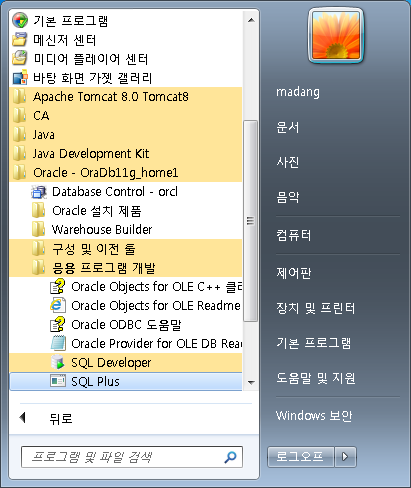 기본 프로그램
메신저 센터
미디어 플레이어 센터
바탕 화면 가젯 갤러리
Apache Tomcat 8.0 Tomcat8
CA
Java
Java Development Kit
Oracle - OraDb11g_home1
Database Control - orcl
Oracle 설치 제품
Warehouse Builder
구성 및 이전 툴
응용 프로그램 개발
Oracle Objects for OLE C++ 클
Oracle Objects for OLE Readme
Oracle ODBC 도움말
Oracle Provider for OLE DB Rea
SQL Developer
SQL Plus
뒤로
프로그램 및 파일 검색
madang
문서
사진
음악
컴퓨터
제어판
장치 및 프린터
기본 프로그램
도움말 및 지원
Windows 보안
로그오프